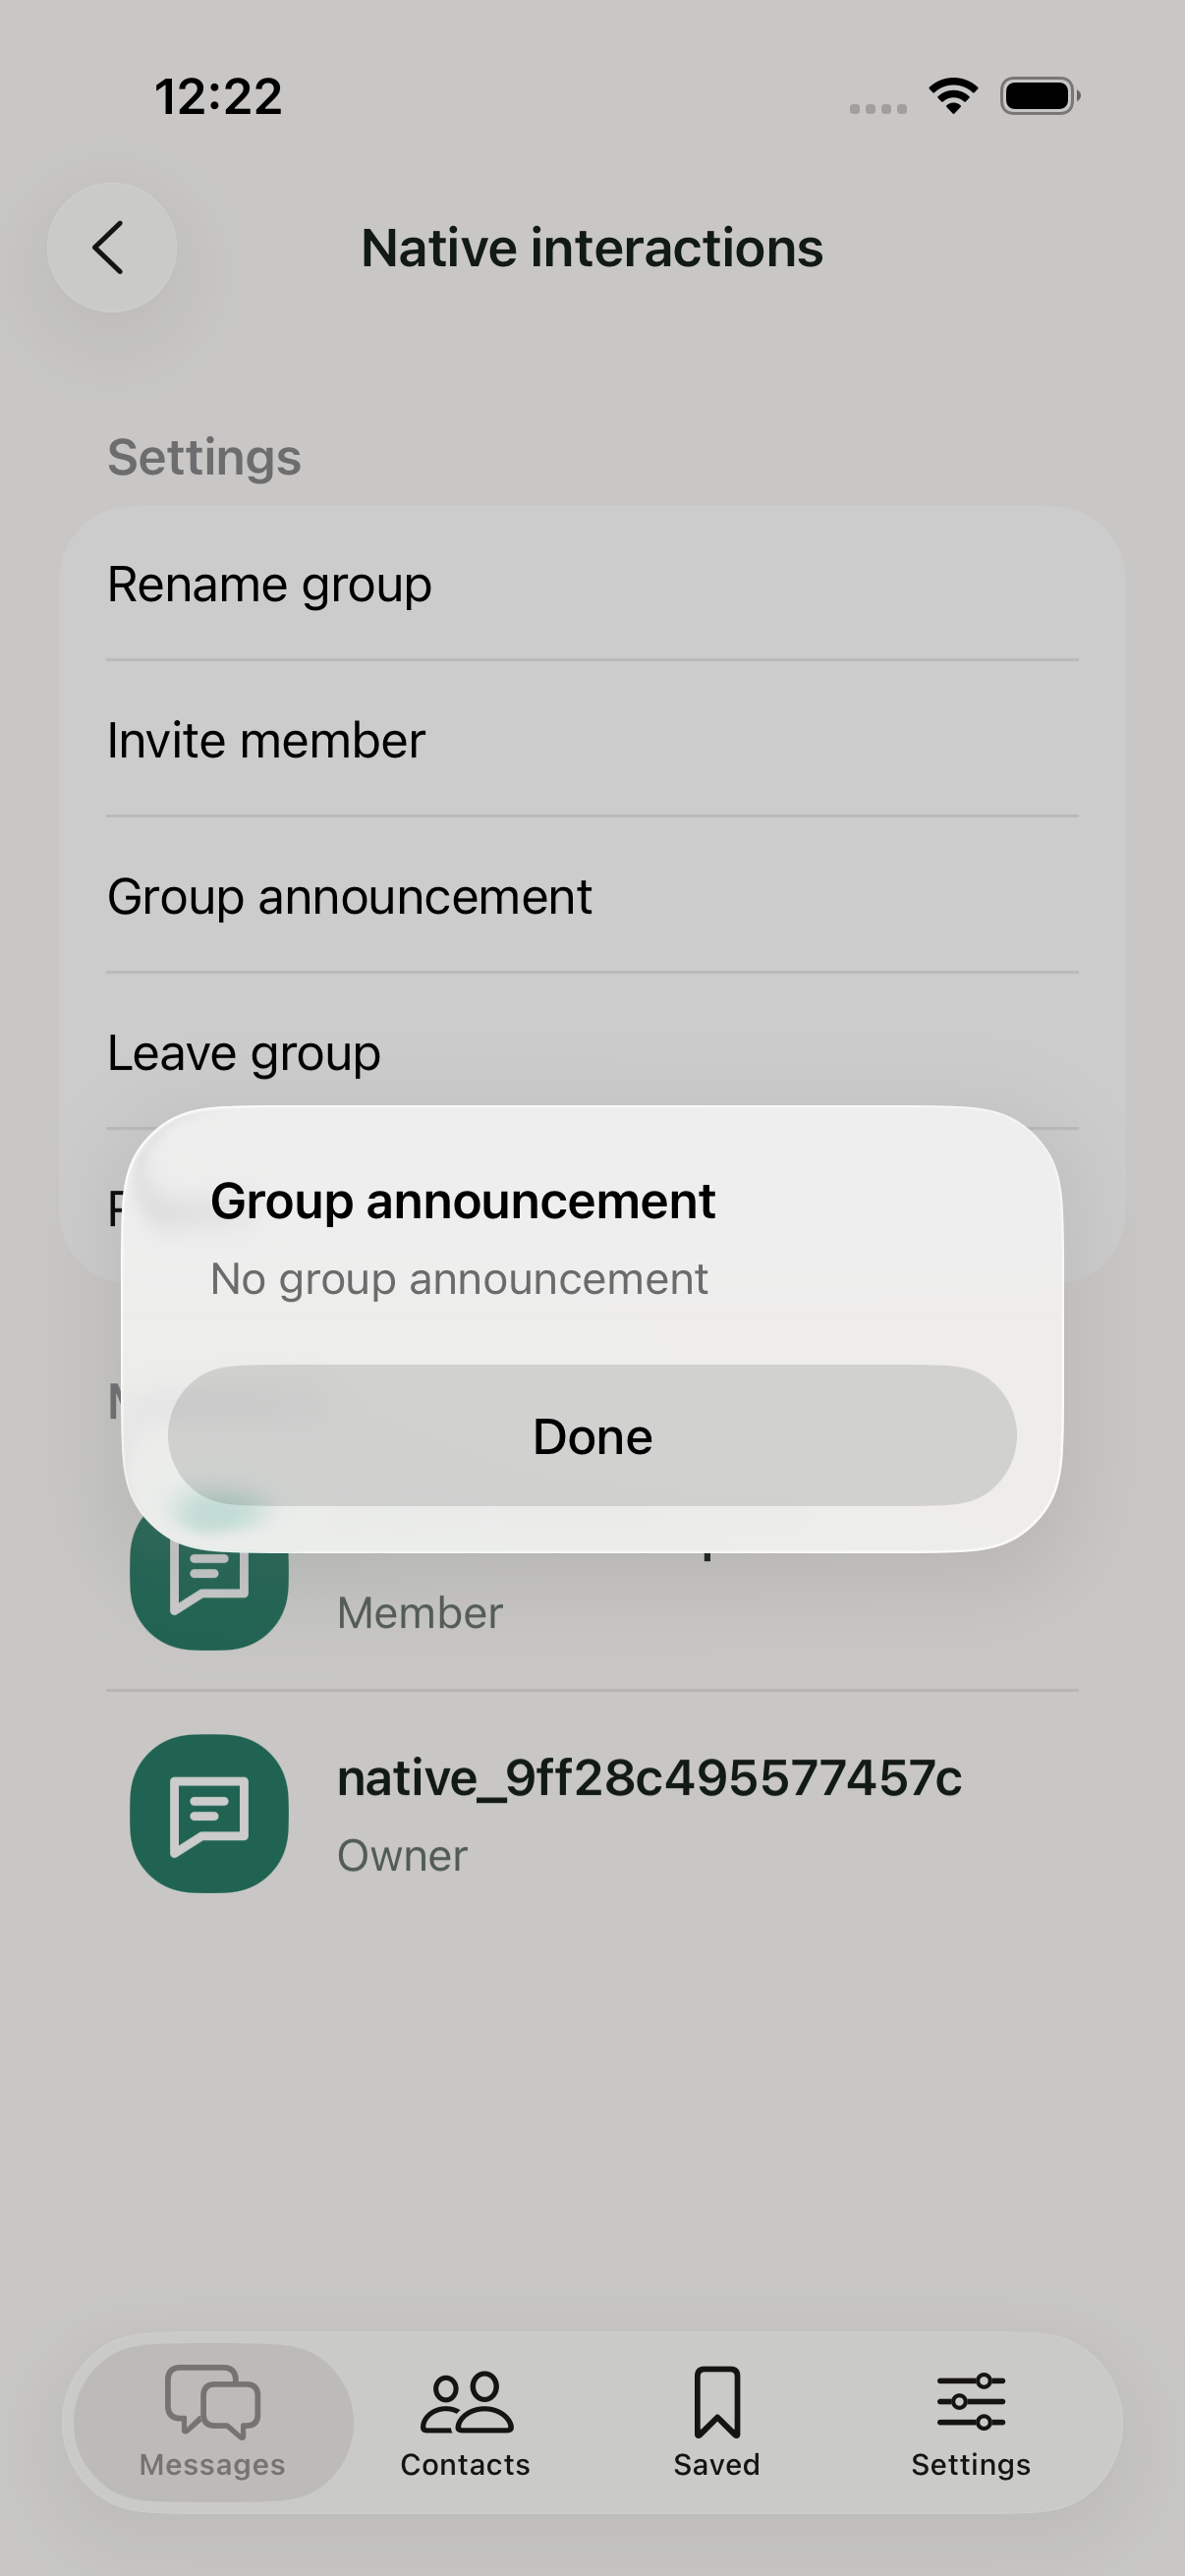 12:22
Native interactions
Settings
Rename group
Invite member
Group announcement
Leave group
Group announcement
No group announcement
Done
Member
native_9ff28c495577457c
Owner
Messages
Contacts
Saved
Settings